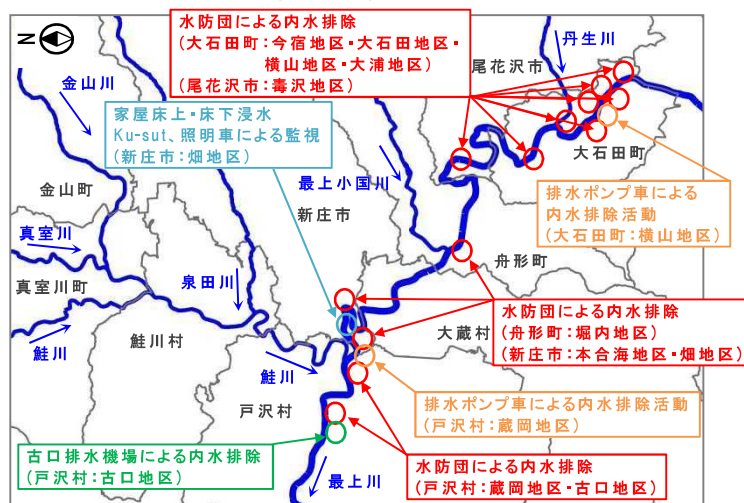 水防団による内水排除
(大石田町:今宿地区・大石田地区・
横山地区・大浦地区)
(尾花沢市:毒沢地区)
丹生川
尾花沢市
Z
金山川
家屋床上・床下浸水
Ku-sut、照明車による監視
(新庄市:畑地区)
大石田町
最上小国川
金山町
新庄市
排水ポンプ車による
内水排除活動
(大石田町:横山地区)
真室川
舟形町
真室川町
泉田川
水防団による内水排除
(舟形町:堀内地区)
(新庄市:本合海地区・畑地区)
鮭川
鮭川村
大蔵村
鮭川
戸沢村
排水ポンプ車による内水排除活動
(戸沢村:蔵岡地区)
古口排水機場による内水排除
(戸沢村:古口地区)
水防団による内水排除
(戸沢村:蔵岡地区・古口地区)
最上川